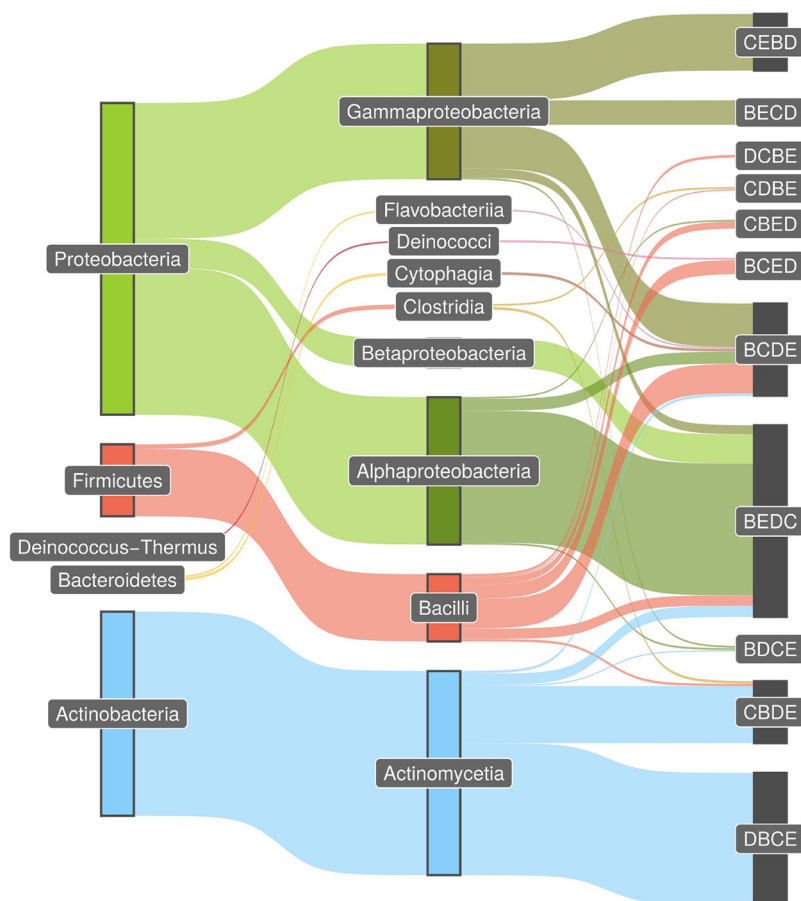 Proteobacteria
Firmicutes
Deinococcus−Thermus
Bacteroidetes
Actinobacteria
Gammaproteobacteria
Flavobacteriia
Deinococci
Cytophagia
Clostridia
Betaproteobacteria
Alphaproteobacteria
Bacilli
Actinomycetia
CEBD
BECD
DCBE
CDBE
CBED
BCED
BCDE
BEDC
BDCE
CBDE
DBCE